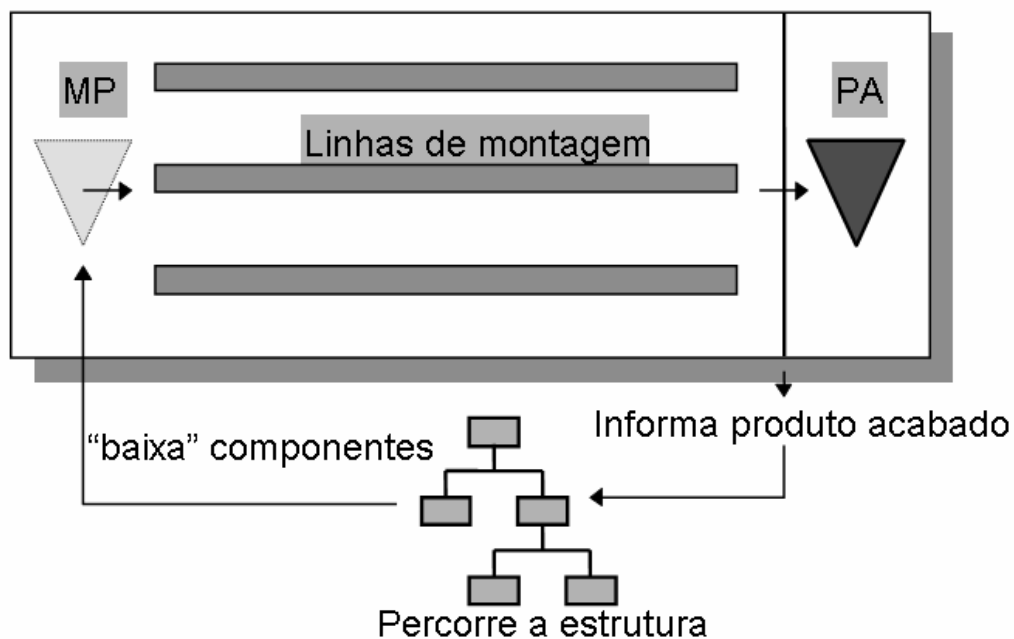 MP
PA
Linhas de montagem
Informa produto acabado
“baixa” componentes
Percorre a estrutura